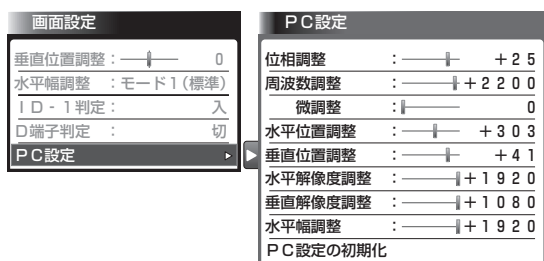 画面設定
垂直位置調整 : 0
水平幅調整 : モード1(標準)
ID-1判定 : 入
D端子判定 : 切
PC設定
PC設定
位相調整 : +25
周波数調整 : +2200
微調整 : 0
水平位置調整 : +303
垂直位置調整 : +41
水平解像度調整 : +1920
垂直解像度調整 : +1080
水平幅調整 : +1920
PC設定の初期化